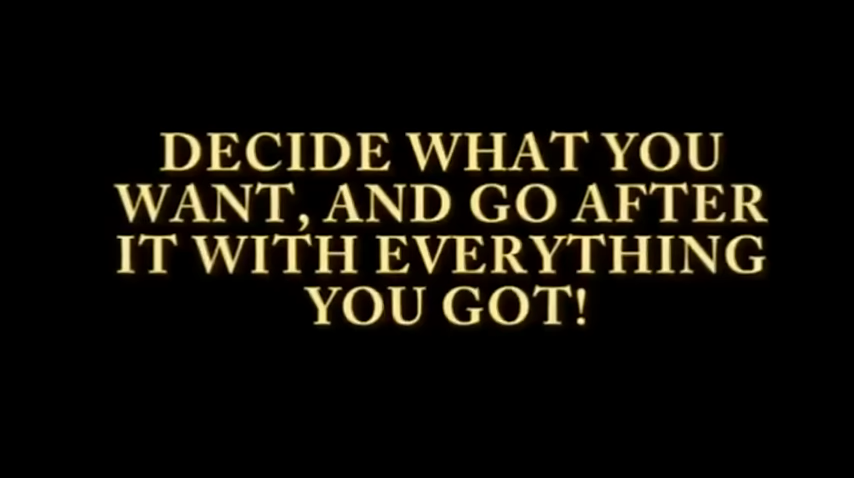 DECIDE WHAT YOU
WANT, AND GO AFTER
IT WITH EVERYTHING
YOU GOT!